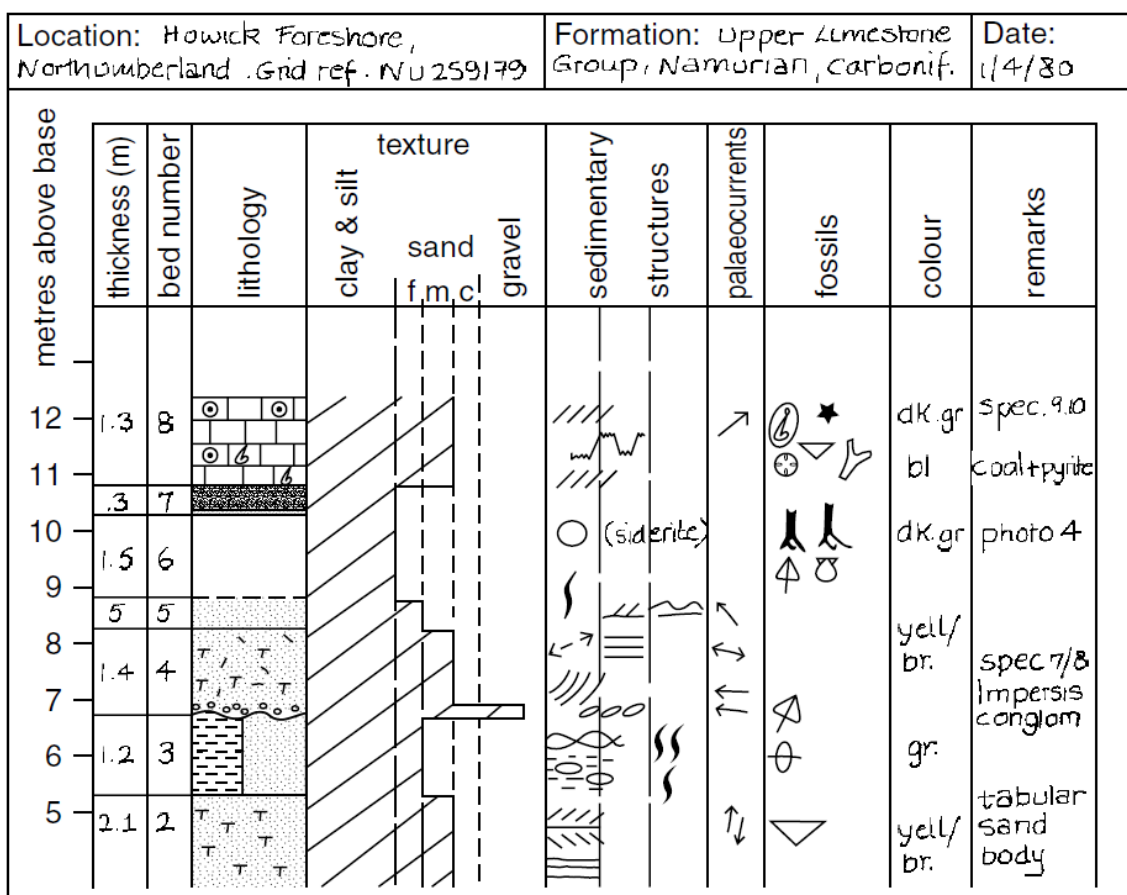 Location: Howick Foreshore,
Northumberland. Grid ref. NU 259179
Formation: Upper Limestone
Group, Namurian, Carbonif.
Date:
1/4/80
metres above base
thickness (m)
bed number
lithology
texture
clay & silt
sand
f m c
gravel
sedimentary
structures
palaeocurrents
fossils
colour
remarks
12
1.3 8
dk.gr
spec. 9.10
11
bl
coal+pyrite
.3 7
10
(siderite)
dk.gr
photo 4
1.5 6
9
5 5
8
yell/
br.
1.4 4
spec 7/8
Impersis
conglom
7
6
1.2 3
gr.
5
2.1 2
yell/
br.
tabular
sand
body